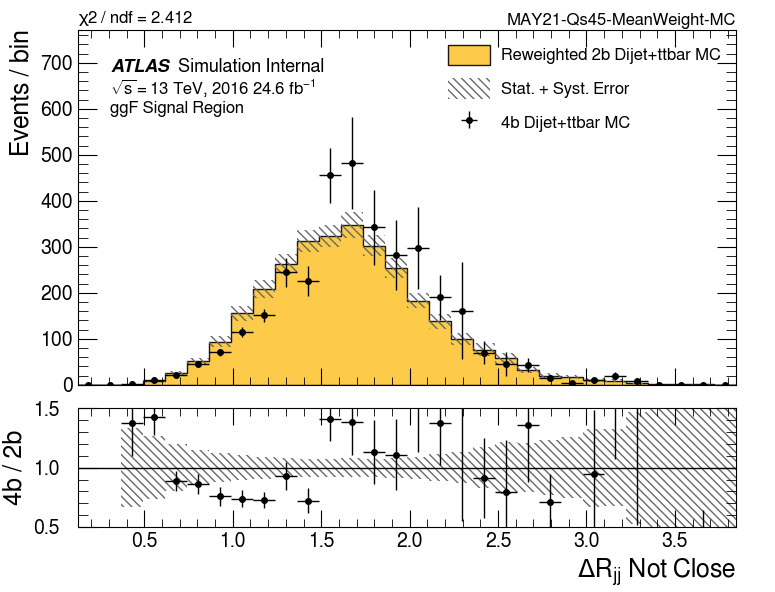 χ2 / ndf = 2.412
MAY21-Qs45-MeanWeight-MC
Events / bin
700
600
500
400
300
200
100
0
ATLAS Simulation Internal
√s = 13 TeV, 2016 24.6 fb⁻¹
ggF Signal Region
Reweighted 2b Dijet+ttbar MC
Stat. + Syst. Error
4b Dijet+ttbar MC
4b / 2b
1.5
1.0
0.5
0.5 1.0 1.5 2.0 2.5 3.0 3.5
ΔRjj Not Close